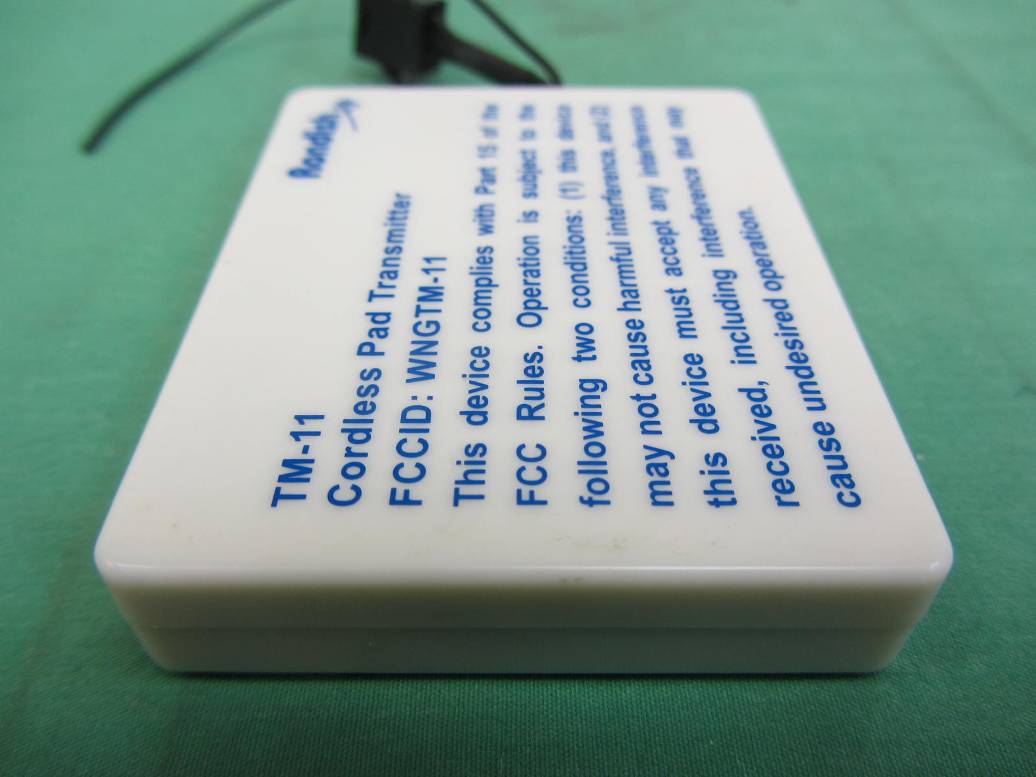 Rondish
TM-11
Cordless Pad Transmitter
FCCID: WNGTM-11
This device complies with Part 15 of the
FCC Rules. Operation is subject to the
following two conditions: (1) this device
may not cause harmful interference, and (2)
this device must accept any interference
received, including interference that may
cause undesired operation.